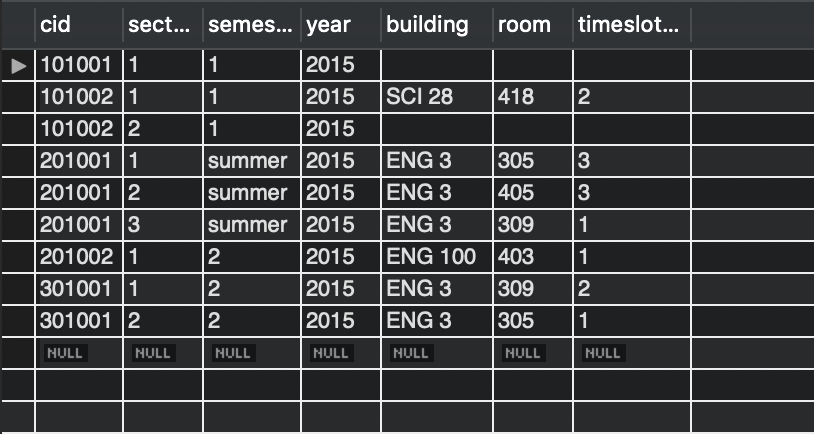 cid sect... semes... year building room timeslot...
101001 1 1 2015
101002 1 1 2015 SCI 28 418 2
101002 2 1 2015
201001 1 summer 2015 ENG 3 305 3
201001 2 summer 2015 ENG 3 405 3
201001 3 summer 2015 ENG 3 309 1
201002 1 2 2015 ENG 100 403 1
301001 1 2 2015 ENG 3 309 2
301001 2 2 2015 ENG 3 305 1
NULL NULL NULL NULL NULL NULL NULL